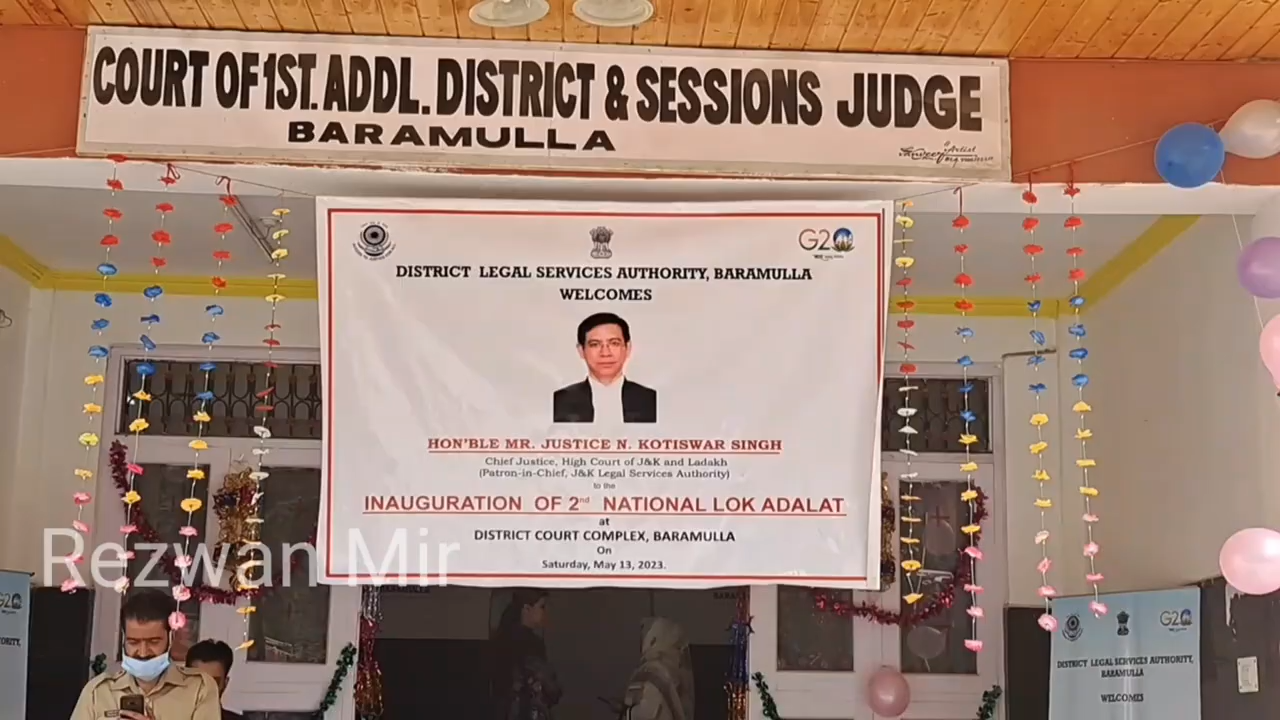 COURT OF 1ST. ADDL. DISTRICT & SESSIONS JUDGE
BARAMULLA
G20
DISTRICT LEGAL SERVICES AUTHORITY, BARAMULLA
WELCOMES
HON'BLE MR. JUSTICE N. KOTISWAR SINGH
Chief Justice, High Court of J&K and Ladakh
(Patron-in-Chief, J&K Legal Services Authority)
to the
INAUGURATION OF 2nd NATIONAL LOK ADALAT
at
DISTRICT COURT COMPLEX, BARAMULLA
On
Saturday, May 13, 2023.
Rezwan Mir
G20
G20
DISTRICT LEGAL SERVICES AUTHORITY,
BARAMULLA
WELCOMES